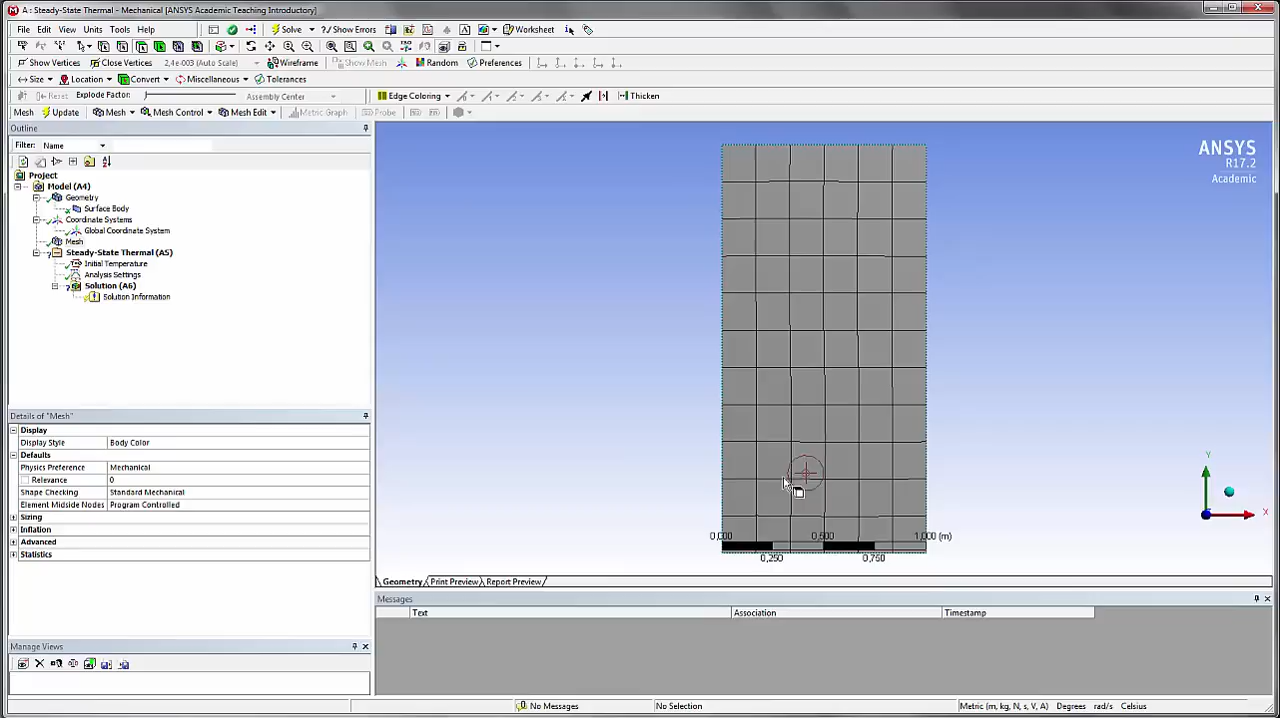 A : Steady-State Thermal - Mechanical [ANSYS Academic Teaching Introductory]
File Edit View Units Tools Help Solve ?/ Show Errors Worksheet
Show Vertices Close Vertices 2,4e-003 (Auto Scale) Wireframe Show Mesh Random Preferences
Size Location Convert Miscellaneous Tolerances
Reset Explode Factor: Assembly Center Edge Coloring Thicken
Mesh Update Mesh Mesh Control Mesh Edit Metric Graph Probe
Outline
Filter: Name
Project
Model (A4)
Geometry
Surface Body
Coordinate Systems
Global Coordinate System
Mesh
Steady-State Thermal (A5)
Initial Temperature
Analysis Settings
Solution (A6)
Solution Information
Details of "Mesh"
Display
Display Style Body Color
Defaults
Physics Preference Mechanical
Relevance 0
Shape Checking Standard Mechanical
Element Midside Nodes Program Controlled
Sizing
Inflation
Advanced
Statistics
Manage Views
ANSYS
R17.2
Academic
Y
X
0,000 0,500 1,000 (m)
0,250 0,750
Geometry Print Preview Report Preview
Messages
Text Association Timestamp
No Messages No Selection Metric (m, kg, N, s, V, A) Degrees rad/s Celsius